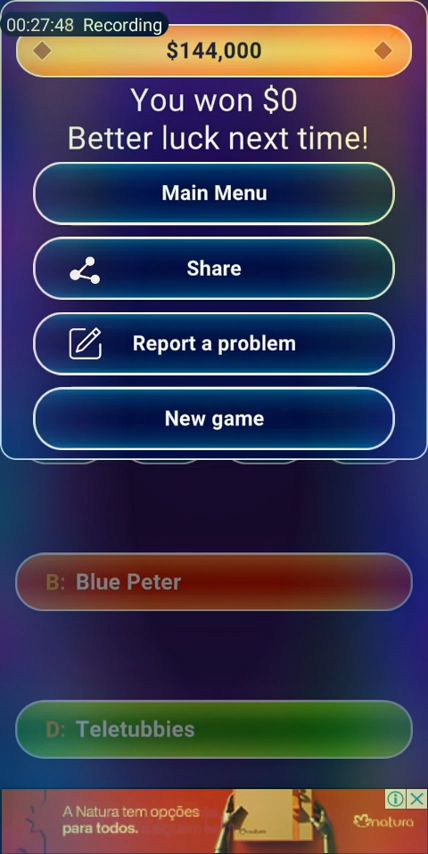 00:27:48 Recording
$144,000
You won $0
Better luck next time!
Main Menu
Share
Report a problem
New game
B: Blue Peter
D: Teletubbies
A Natura tem opções
para todos.
natura